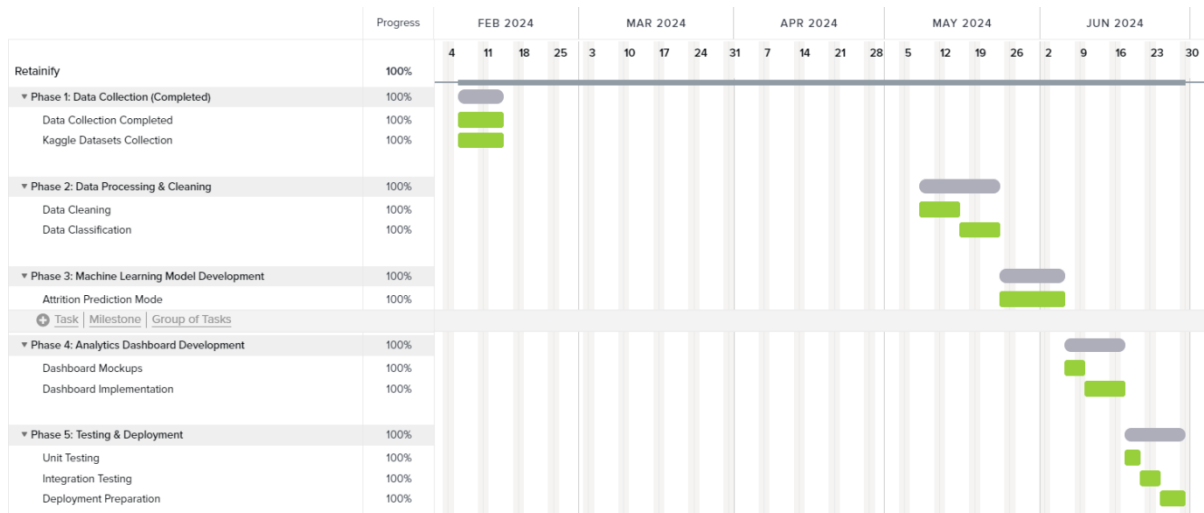 Progress FEB 2024 MAR 2024 APR 2024 MAY 2024 JUN 2024
4 11 18 25 3 10 17 24 31 7 14 21 28 5 12 19 26 2 9 16 23 30
Retainify 100%
Phase 1: Data Collection (Completed) 100%
Data Collection Completed 100%
Kaggle Datasets Collection 100%
Phase 2: Data Processing & Cleaning 100%
Data Cleaning 100%
Data Classification 100%
Phase 3: Machine Learning Model Development 100%
Attrition Prediction Mode 100%
Task Milestone Group of Tasks
Phase 4: Analytics Dashboard Development 100%
Dashboard Mockups 100%
Dashboard Implementation 100%
Phase 5: Testing & Deployment 100%
Unit Testing 100%
Integration Testing 100%
Deployment Preparation 100%